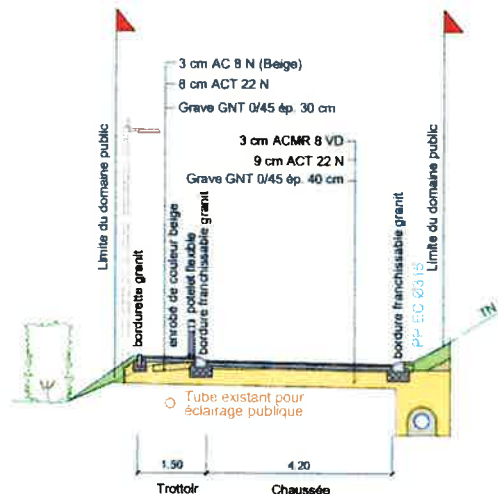 3 cm AC 8 N (Beige)
8 cm ACT 22 N
Grave GNT 0/45 ép. 30 cm
3 cm ACMR 8 VD
9 cm ACT 22 N
Grave GNT 0/45 ép. 40 cm
Limite du domaine public
bordurette granit
enrobé de couleur beige
potelet flexible
bordure franchissable granit
bordure franchissable granit
PP EC Ø315
Limite du domaine public
TN
Tube existant pour
éclairage publique
1.50
4.20
Trottoir
Chaussée